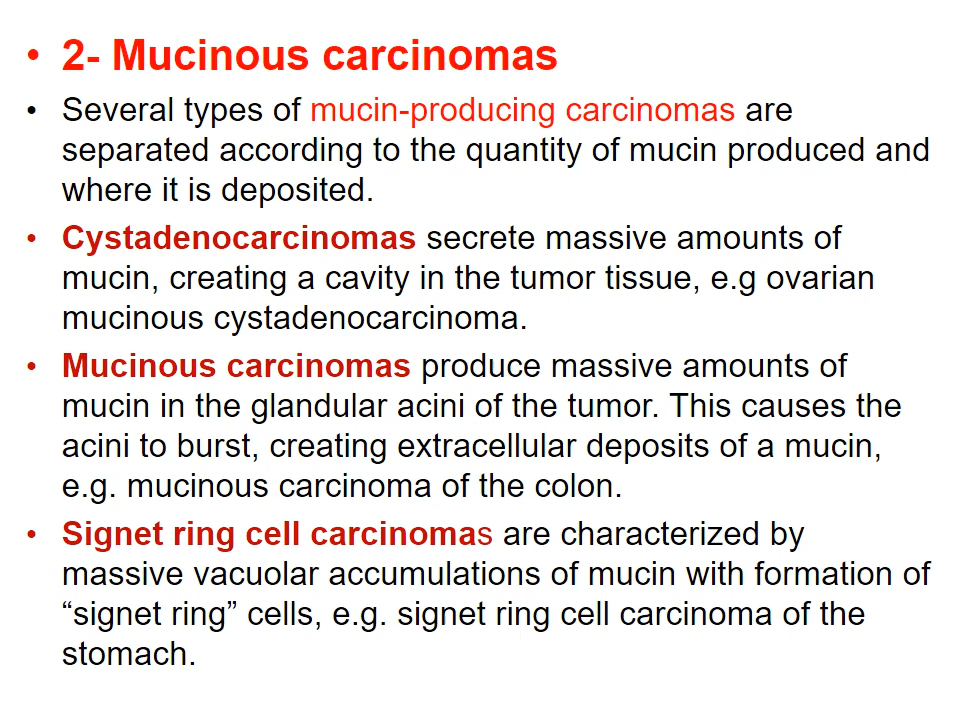 • 2- Mucinous carcinomas
• Several types of mucin-producing carcinomas are
separated according to the quantity of mucin produced and
where it is deposited.
• Cystadenocarcinomas secrete massive amounts of
mucin, creating a cavity in the tumor tissue, e.g ovarian
mucinous cystadenocarcinoma.
• Mucinous carcinomas produce massive amounts of
mucin in the glandular acini of the tumor. This causes the
acini to burst, creating extracellular deposits of a mucin,
e.g. mucinous carcinoma of the colon.
• Signet ring cell carcinomas are characterized by
massive vacuolar accumulations of mucin with formation of
“signet ring” cells, e.g. signet ring cell carcinoma of the
stomach.